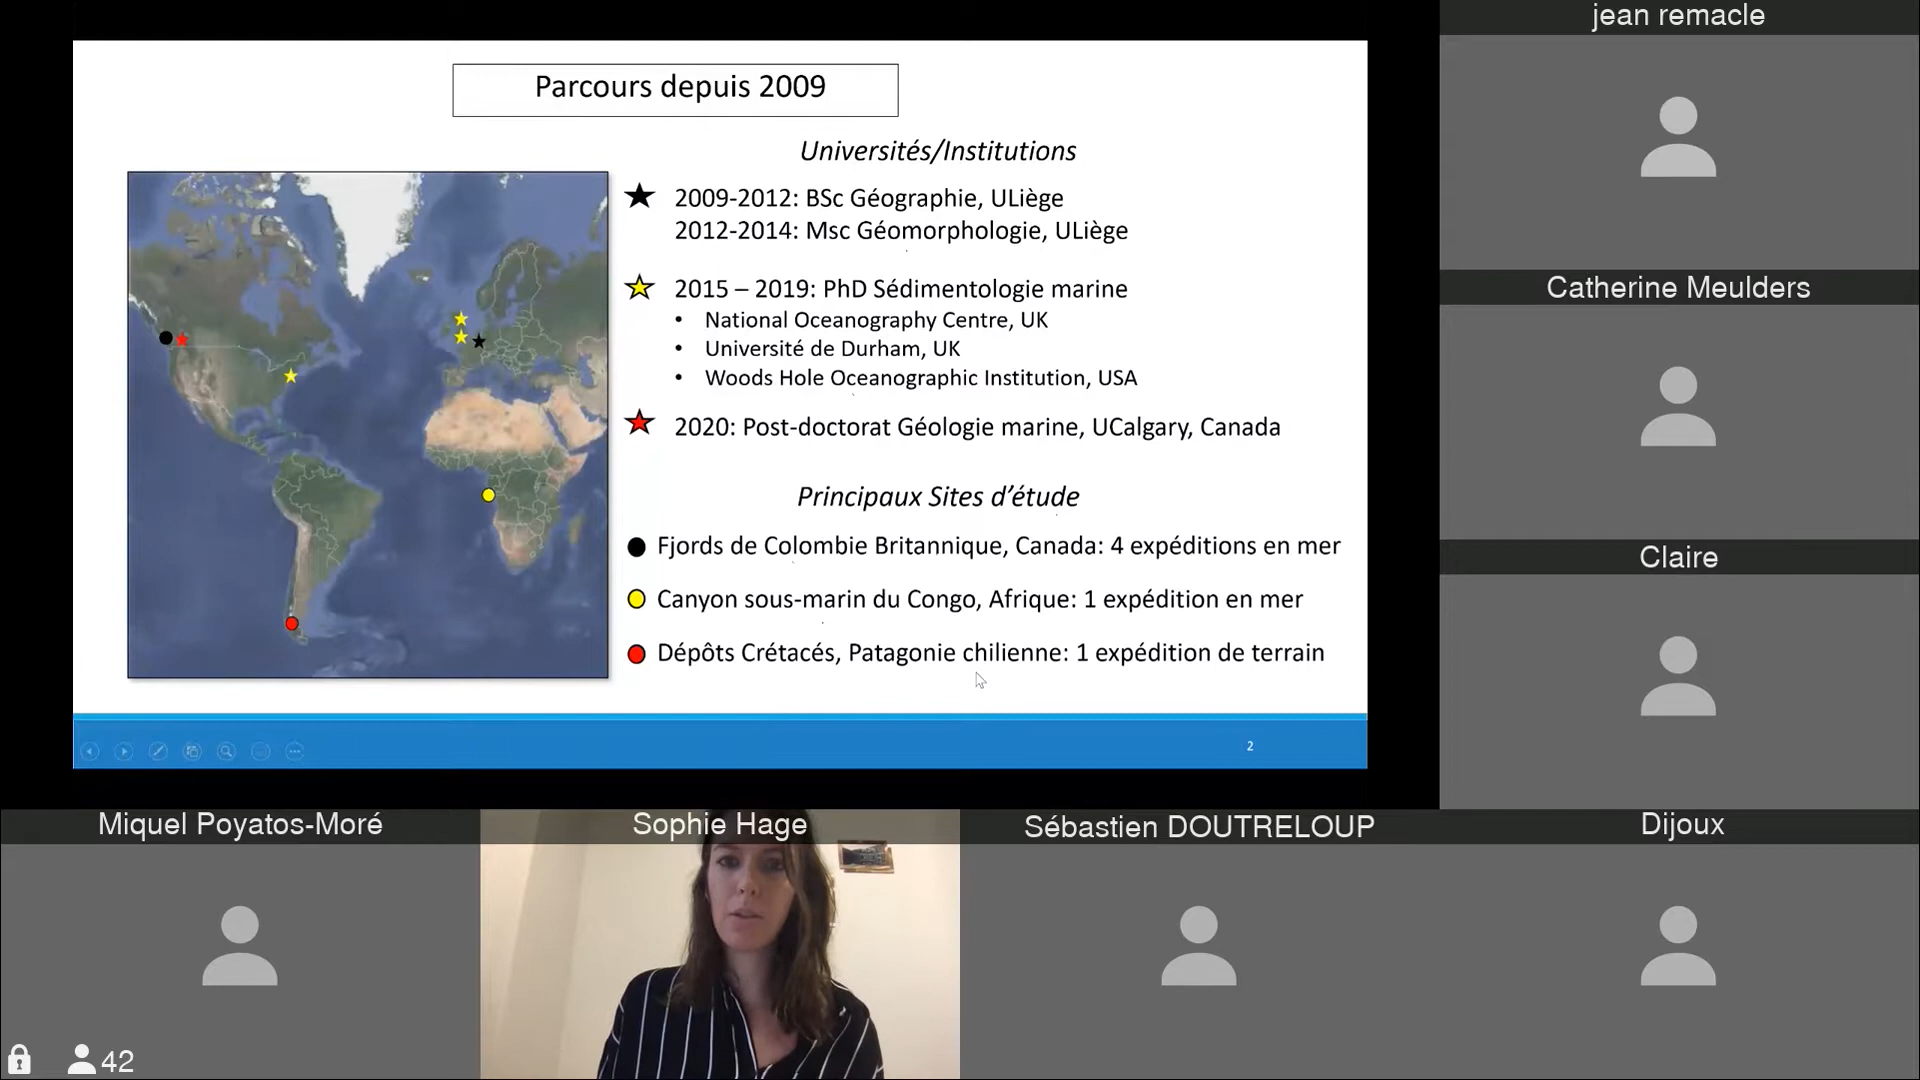 Parcours depuis 2009
Universités/Institutions
2009-2012: BSc Géographie, ULiège
2012-2014: Msc Géomorphologie, ULiège
2015 – 2019: PhD Sédimentologie marine
• National Oceanography Centre, UK
• Université de Durham, UK
• Woods Hole Oceanographic Institution, USA
2020: Post-doctorat Géologie marine, UCalgary, Canada
Principaux Sites d’étude
Fjords de Colombie Britannique, Canada: 4 expéditions en mer
Canyon sous-marin du Congo, Afrique: 1 expédition en mer
Dépôts Crétacés, Patagonie chilienne: 1 expédition de terrain
2
jean remacle
Catherine Meulders
Claire
Miquel Poyatos-Moré
Sophie Hage
Sébastien DOUTRELOUP
Dijoux
42